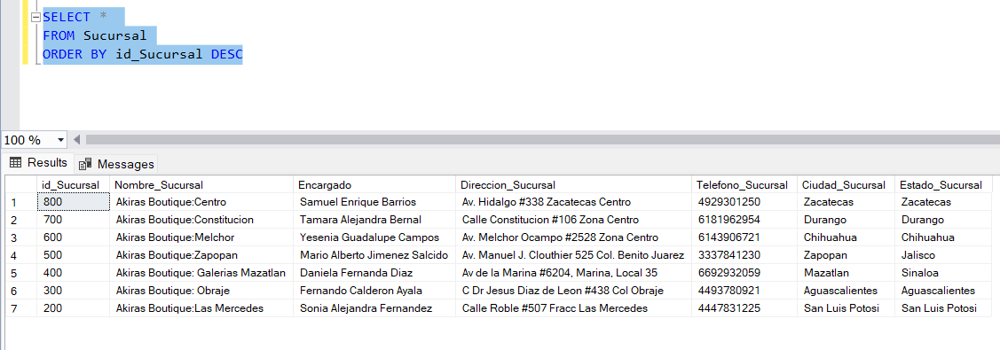 SELECT *
FROM Sucursal
ORDER BY id_Sucursal DESC
100 %
Results Messages
id_Sucursal Nombre_Sucursal Encargado Direccion_Sucursal Telefono_Sucursal Ciudad_Sucursal Estado_Sucursal
1 800 Akiras Boutique:Centro Samuel Enrique Barrios Av. Hidalgo #338 Zacatecas Centro 4929301250 Zacatecas Zacatecas
2 700 Akiras Boutique:Constitucion Tamara Alejandra Bernal Calle Constitucion #106 Zona Centro 6181962954 Durango Durango
3 600 Akiras Boutique:Melchor Yesenia Guadalupe Campos Av. Melchor Ocampo #2528 Zona Centro 6143906721 Chihuahua Chihuahua
4 500 Akiras Boutique:Zapopan Mario Alberto Jimenez Salcido Av. Manuel J. Clouthier 525 Col. Benito Juarez 3337841230 Zapopan Jalisco
5 400 Akiras Boutique: Galerias Mazatlan Daniela Fernanda Diaz Av de la Marina #6204, Marina, Local 35 6692932059 Mazatlan Sinaloa
6 300 Akiras Boutique: Obraje Fernando Calderon Ayala C Dr Jesus Diaz de Leon #438 Col Obraje 4493780921 Aguascalientes Aguascalientes
7 200 Akiras Boutique:Las Mercedes Sonia Alejandra Fernandez Calle Roble #507 Fracc Las Mercedes 4447831225 San Luis Potosi San Luis Potosi